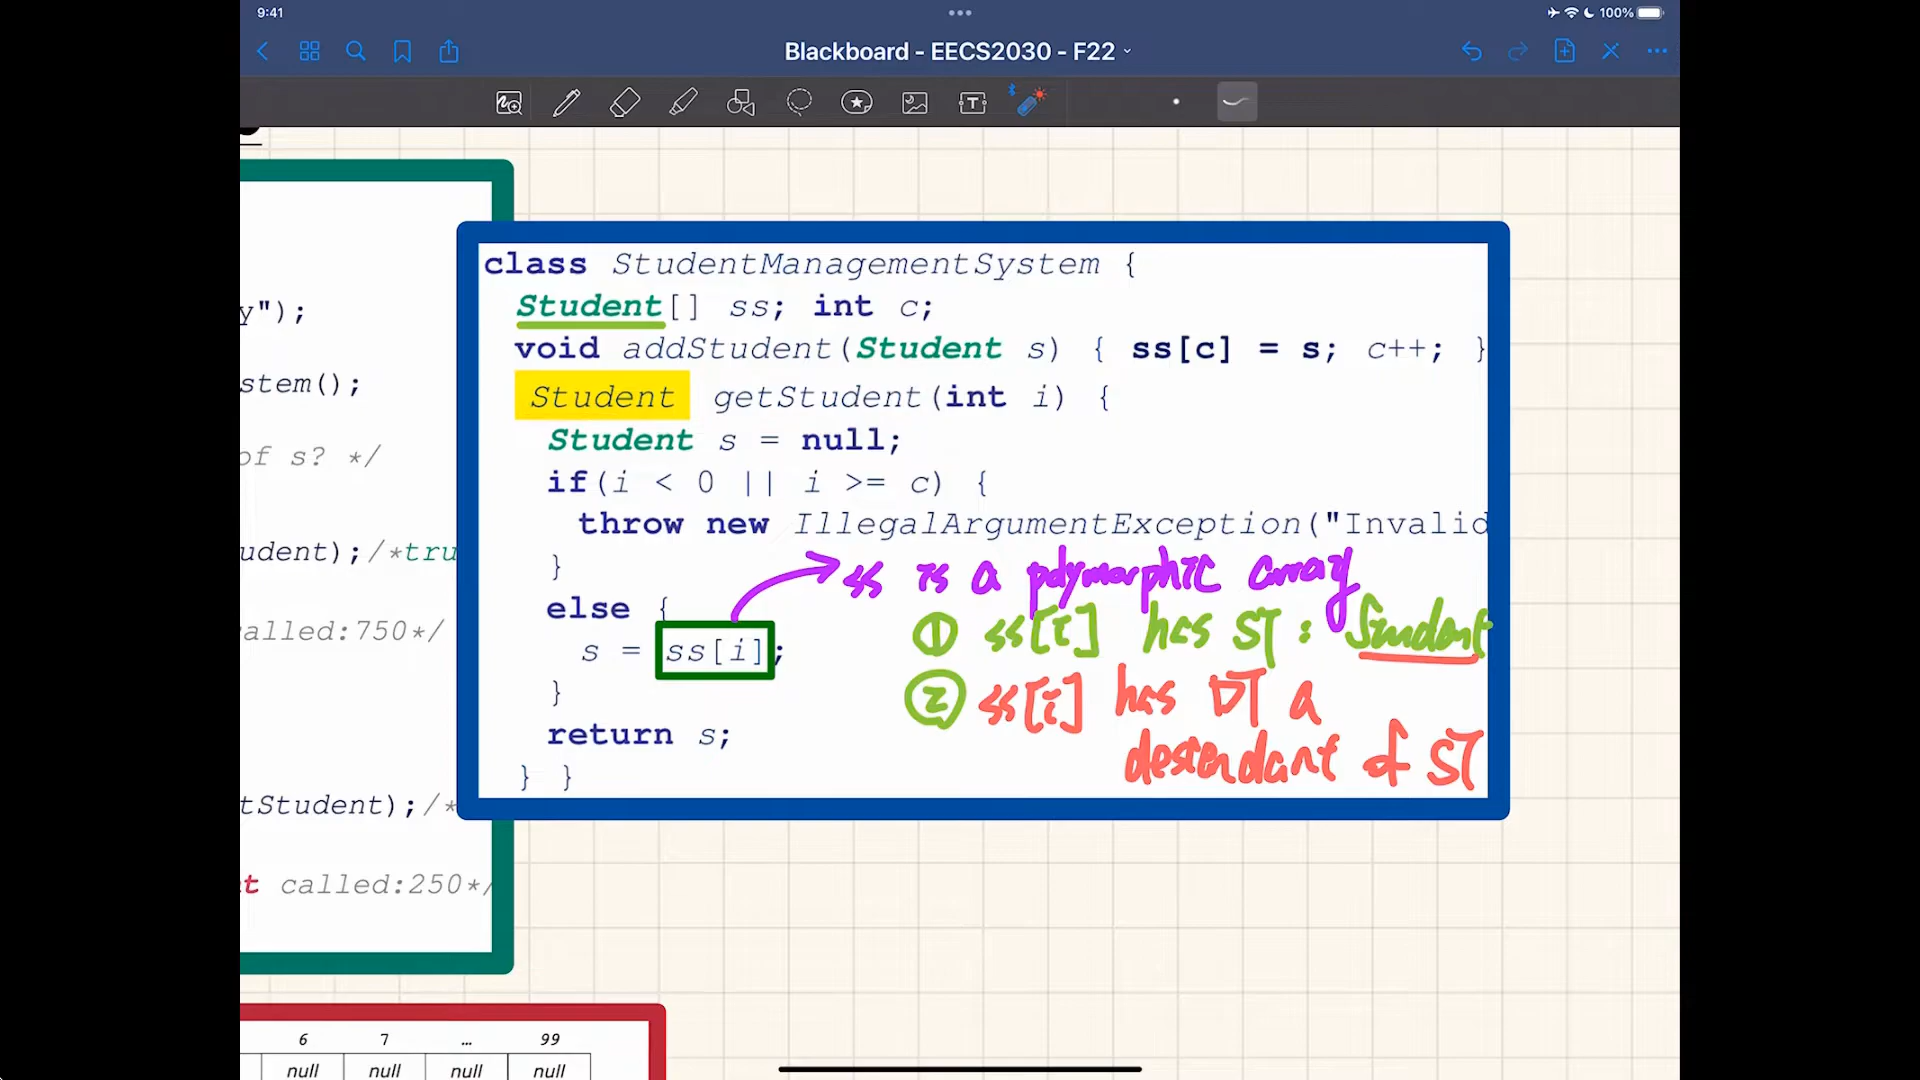 9:41
100%
Blackboard - EECS2030 - F22
y");
stem();
of s? */
udent);/*tru
alled:750*/
tStudent);/*
t called:250*/
class StudentManagementSystem {
Student[] ss; int c;
void addStudent(Student s) { ss[c] = s; c++; }
Student getStudent(int i) {
Student s = null;
if(i < 0 || i >= c) {
throw new IllegalArgumentException("Invalid
}
else {
s = ss[i];
}
return s;
} }
ss is a polymorphic array
① ss[i] has ST : Student
② ss[i] has DT a
descendant of ST
6 7 … 99
null null null null